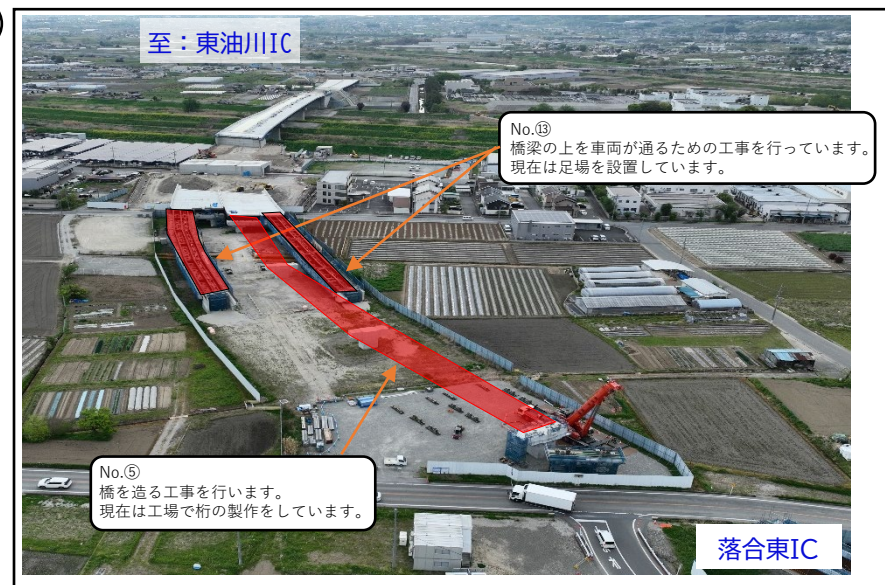 至：東油川IC
No.⑬
橋梁の上を車両が通るための工事を行っています。
現在は足場を設置しています。
No.⑤
橋を造る工事を行います。
現在は工場で桁の製作をしています。
落合東IC